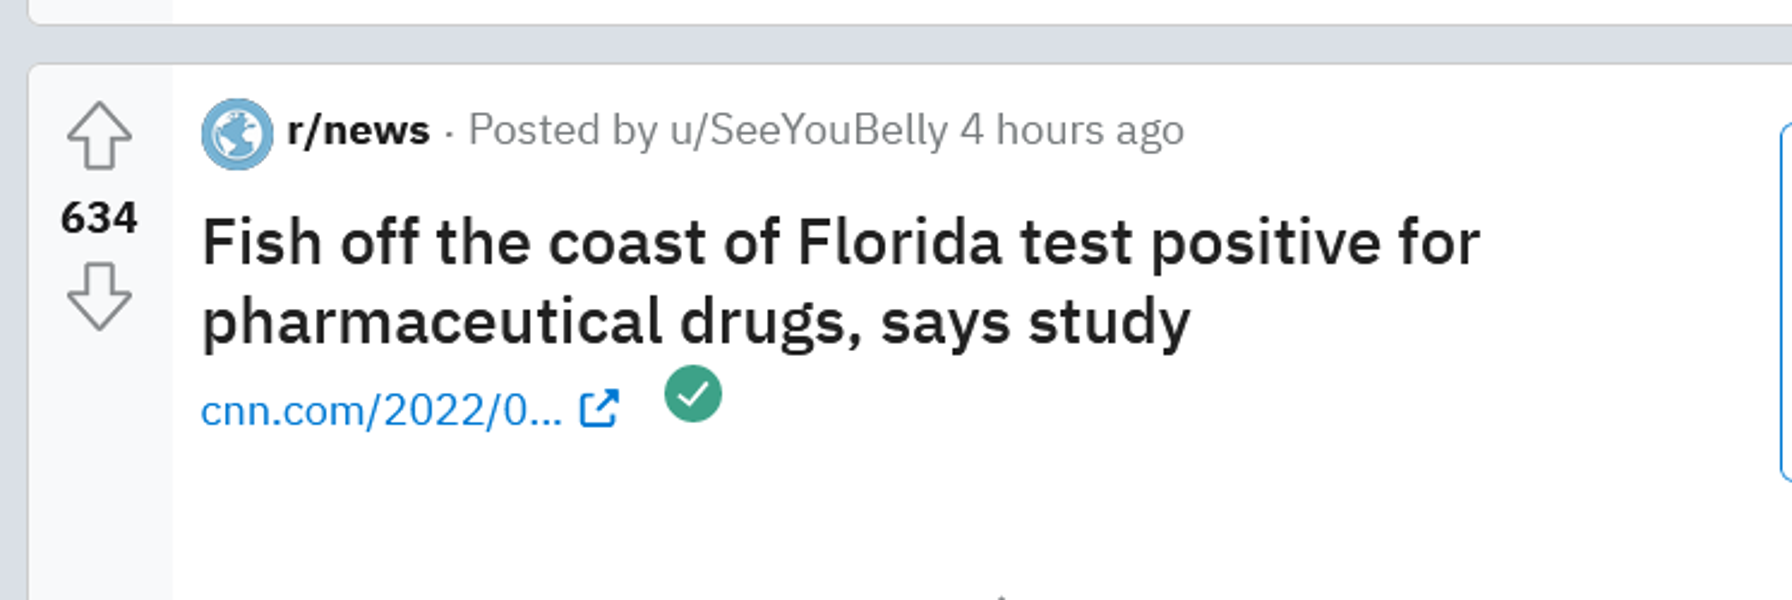 r/news · Posted by u/SeeYouBelly 4 hours ago
634
Fish off the coast of Florida test positive for
pharmaceutical drugs, says study
cnn.com/2022/0...